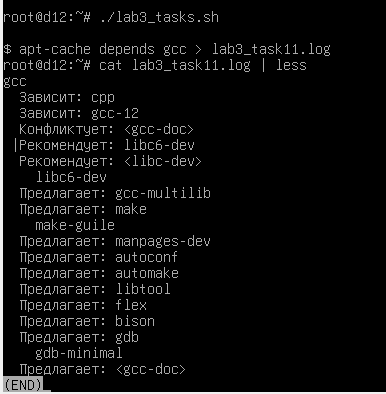 root@d12:~# ./lab3_tasks.sh
$ apt-cache depends gcc > lab3_task11.log
root@d12:~# cat lab3_task11.log | less
gcc
  Зависит: cpp
  Зависит: gcc-12
  Конфликтует: <gcc-doc>
 |Рекомендует: libc6-dev
  Рекомендует: <libc-dev>
    libc6-dev
  Предлагает: gcc-multilib
  Предлагает: make
    make-guile
  Предлагает: manpages-dev
  Предлагает: autoconf
  Предлагает: automake
  Предлагает: libtool
  Предлагает: flex
  Предлагает: bison
  Предлагает: gdb
    gdb-minimal
  Предлагает: <gcc-doc>
(END)